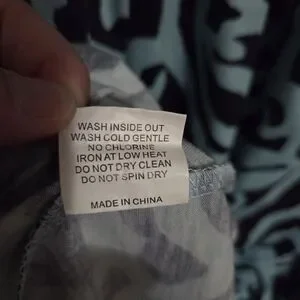 WASH INSIDE OUT
WASH COLD GENTLE
NO CHLORINE
IRON AT LOW HEAT
DO NOT DRY CLEAN
DO NOT SPIN DRY
MADE IN CHINA